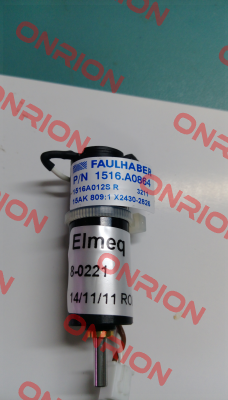 FAULHABER
P/N 1516.A0864
1516A012S R 3211
15AK 809:1 X2430-2826
Elmeq
8-0221
14/11/11 RO
ONRION
ONRION
ONRION
ONRION
ONRION
ONRION